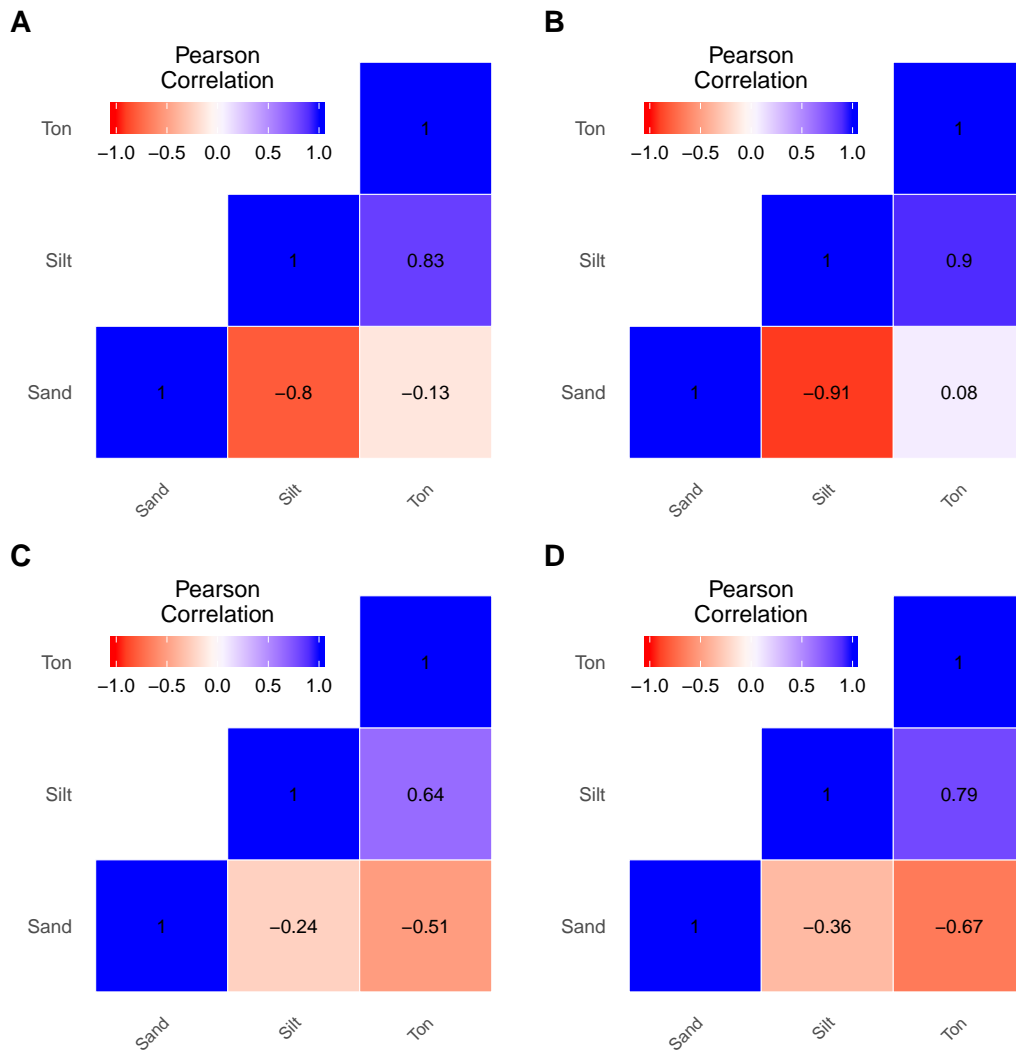 A
Pearson
Correlation
−1.0 −0.5 0.0 0.5 1.0
Ton 1
Silt 1 0.83
Sand 1 −0.8 −0.13
Sand Silt Ton
B
Pearson
Correlation
−1.0 −0.5 0.0 0.5 1.0
Ton 1
Silt 1 0.9
Sand 1 −0.91 0.08
Sand Silt Ton
C
Pearson
Correlation
−1.0 −0.5 0.0 0.5 1.0
Ton 1
Silt 1 0.64
Sand 1 −0.24 −0.51
Sand Silt Ton
D
Pearson
Correlation
−1.0 −0.5 0.0 0.5 1.0
Ton 1
Silt 1 0.79
Sand 1 −0.36 −0.67
Sand Silt Ton